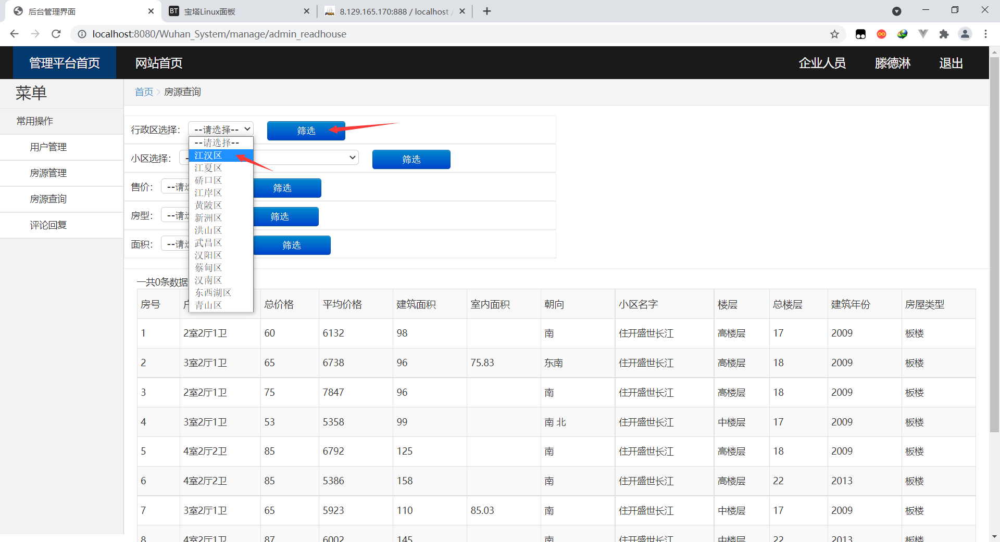 后台管理界面
宝塔Linux面板
8.129.165.170:888 / localhost /
localhost:8080/Wuhan_System/manage/admin_readhouse
管理平台首页 网站首页 企业人员 滕德淋 退出
菜单
常用操作
用户管理
房源管理
房源查询
评论回复
首页 > 房源查询
行政区选择： --请选择-- 筛选
--请选择--
江汉区
江夏区
硚口区
江岸区
黄陂区
新洲区
洪山区
武昌区
汉阳区
蔡甸区
汉南区
东西湖区
青山区
小区选择： 筛选
售价： --请 筛选
房型： --请 筛选
面积： --请 筛选
一共0条数据
房号 总价格 平均价格 建筑面积 室内面积 朝向 小区名字 楼层 总楼层 建筑年份 房屋类型
1 2室2厅1卫 60 6132 98 南 住开盛世长江 高楼层 17 2009 板楼
2 3室2厅1卫 65 6738 96 75.83 东南 住开盛世长江 高楼层 18 2009 板楼
3 2室2厅1卫 75 7847 96 南 住开盛世长江 高楼层 18 2009 板楼
4 3室2厅1卫 53 5358 99 南 北 住开盛世长江 中楼层 17 2009 板楼
5 4室2厅2卫 85 6792 125 南 住开盛世长江 高楼层 18 2009 板楼
6 4室2厅2卫 85 5386 158 南 住开盛世长江 高楼层 22 2013 板楼
7 3室2厅1卫 65 5923 110 85.03 南 住开盛世长江 中楼层 17 2009 板楼
8 4室2厅1卫 87 6002 145 南 住开盛世长江 中楼层 22 2013 板楼